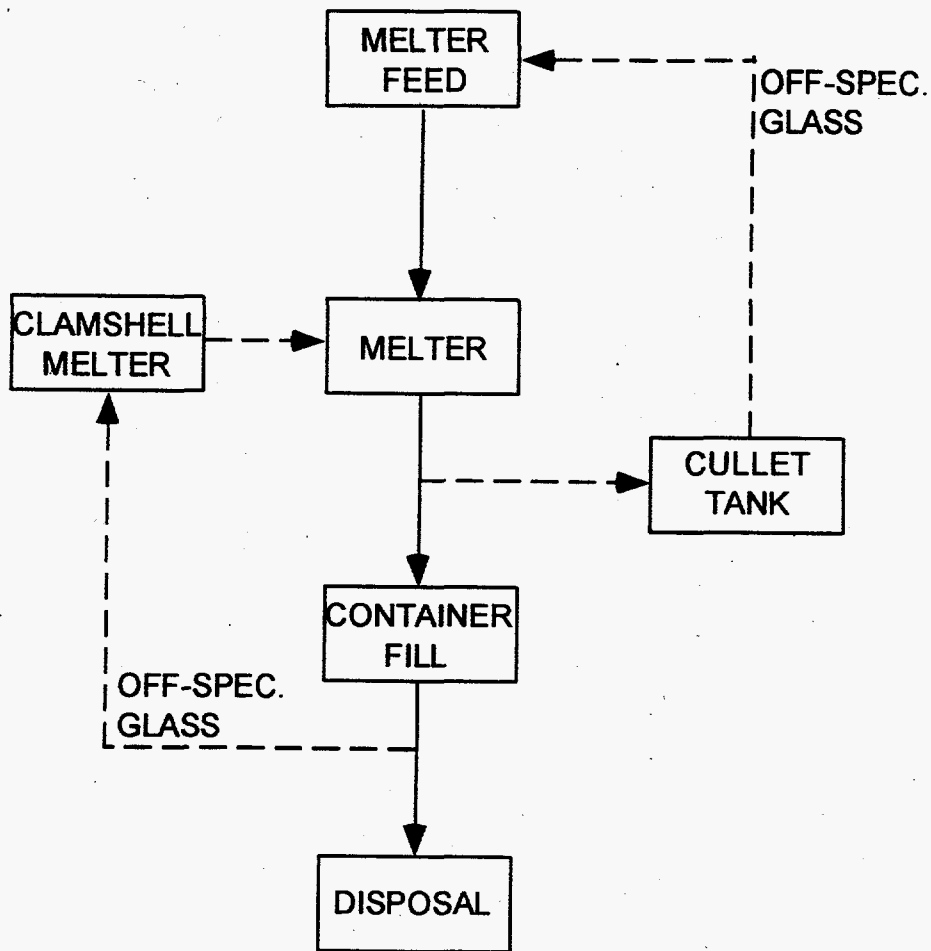 MELTER
FEED
OFF-SPEC.
GLASS
CLAMSHELL
MELTER
MELTER
CULLET
TANK
CONTAINER
FILL
OFF-SPEC.
GLASS
DISPOSAL